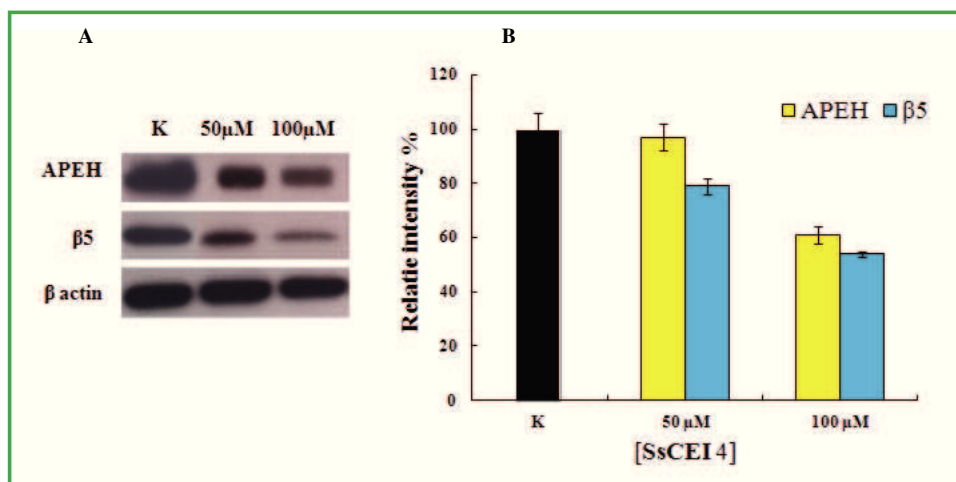 A
K 50µM 100µM
APEH
β5
β actin
B
120
100
80
60
40
20
0
Relatic intensity %
APEH β5
K 50 µM 100 µM
[SsCEI 4]